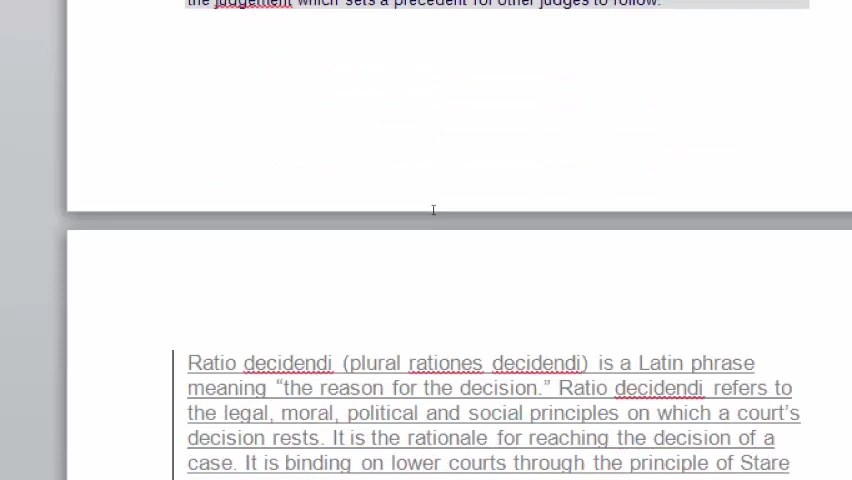 the judgement which sets a precedent for other judges to follow.
Ratio decidendi (plural rationes decidendi) is a Latin phrase
meaning “the reason for the decision.” Ratio decidendi refers to
the legal, moral, political and social principles on which a court’s
decision rests. It is the rationale for reaching the decision of a
case. It is binding on lower courts through the principle of Stare